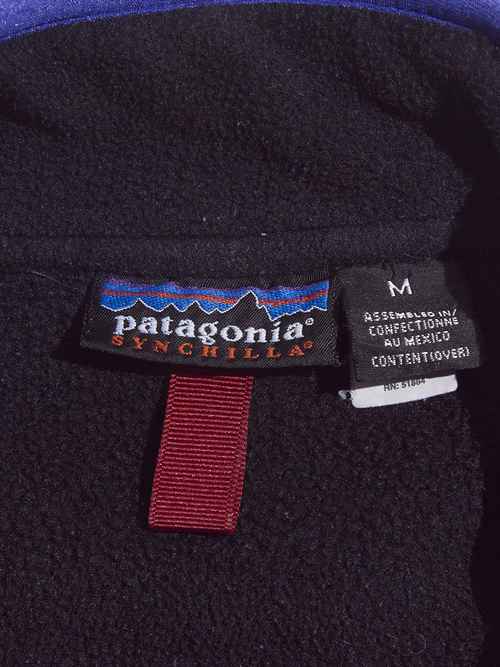 patagonia®
SYNCHILLA®
M
ASSEMBLED IN/
CONFECTIONNE
AU MEXICO
CONTENT(OVER)
RN: 51884